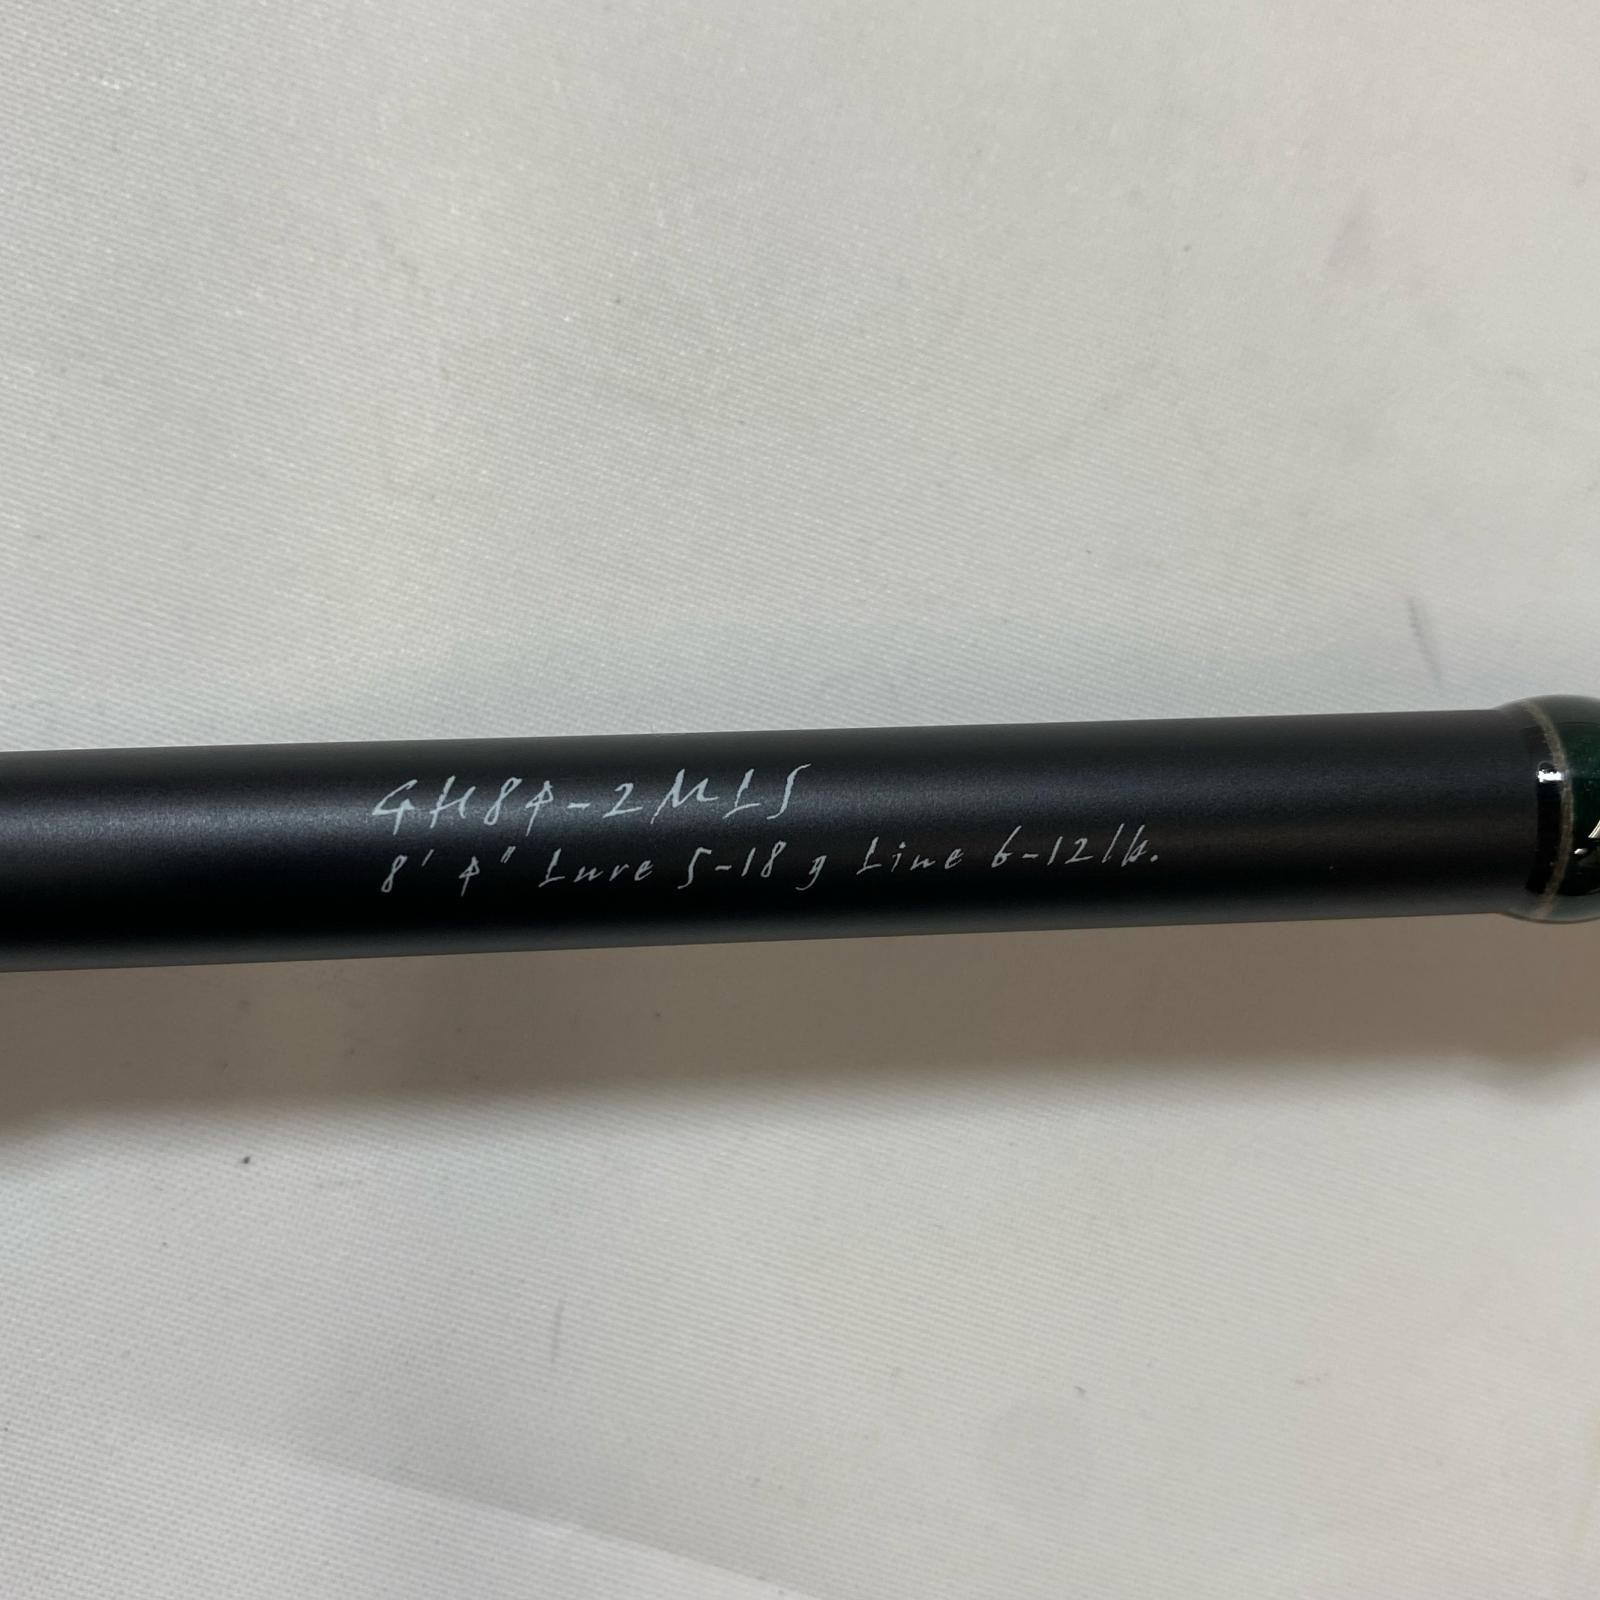 GH84-2MLS
8' 4" Lure 5-18 g Line 6-12lb.